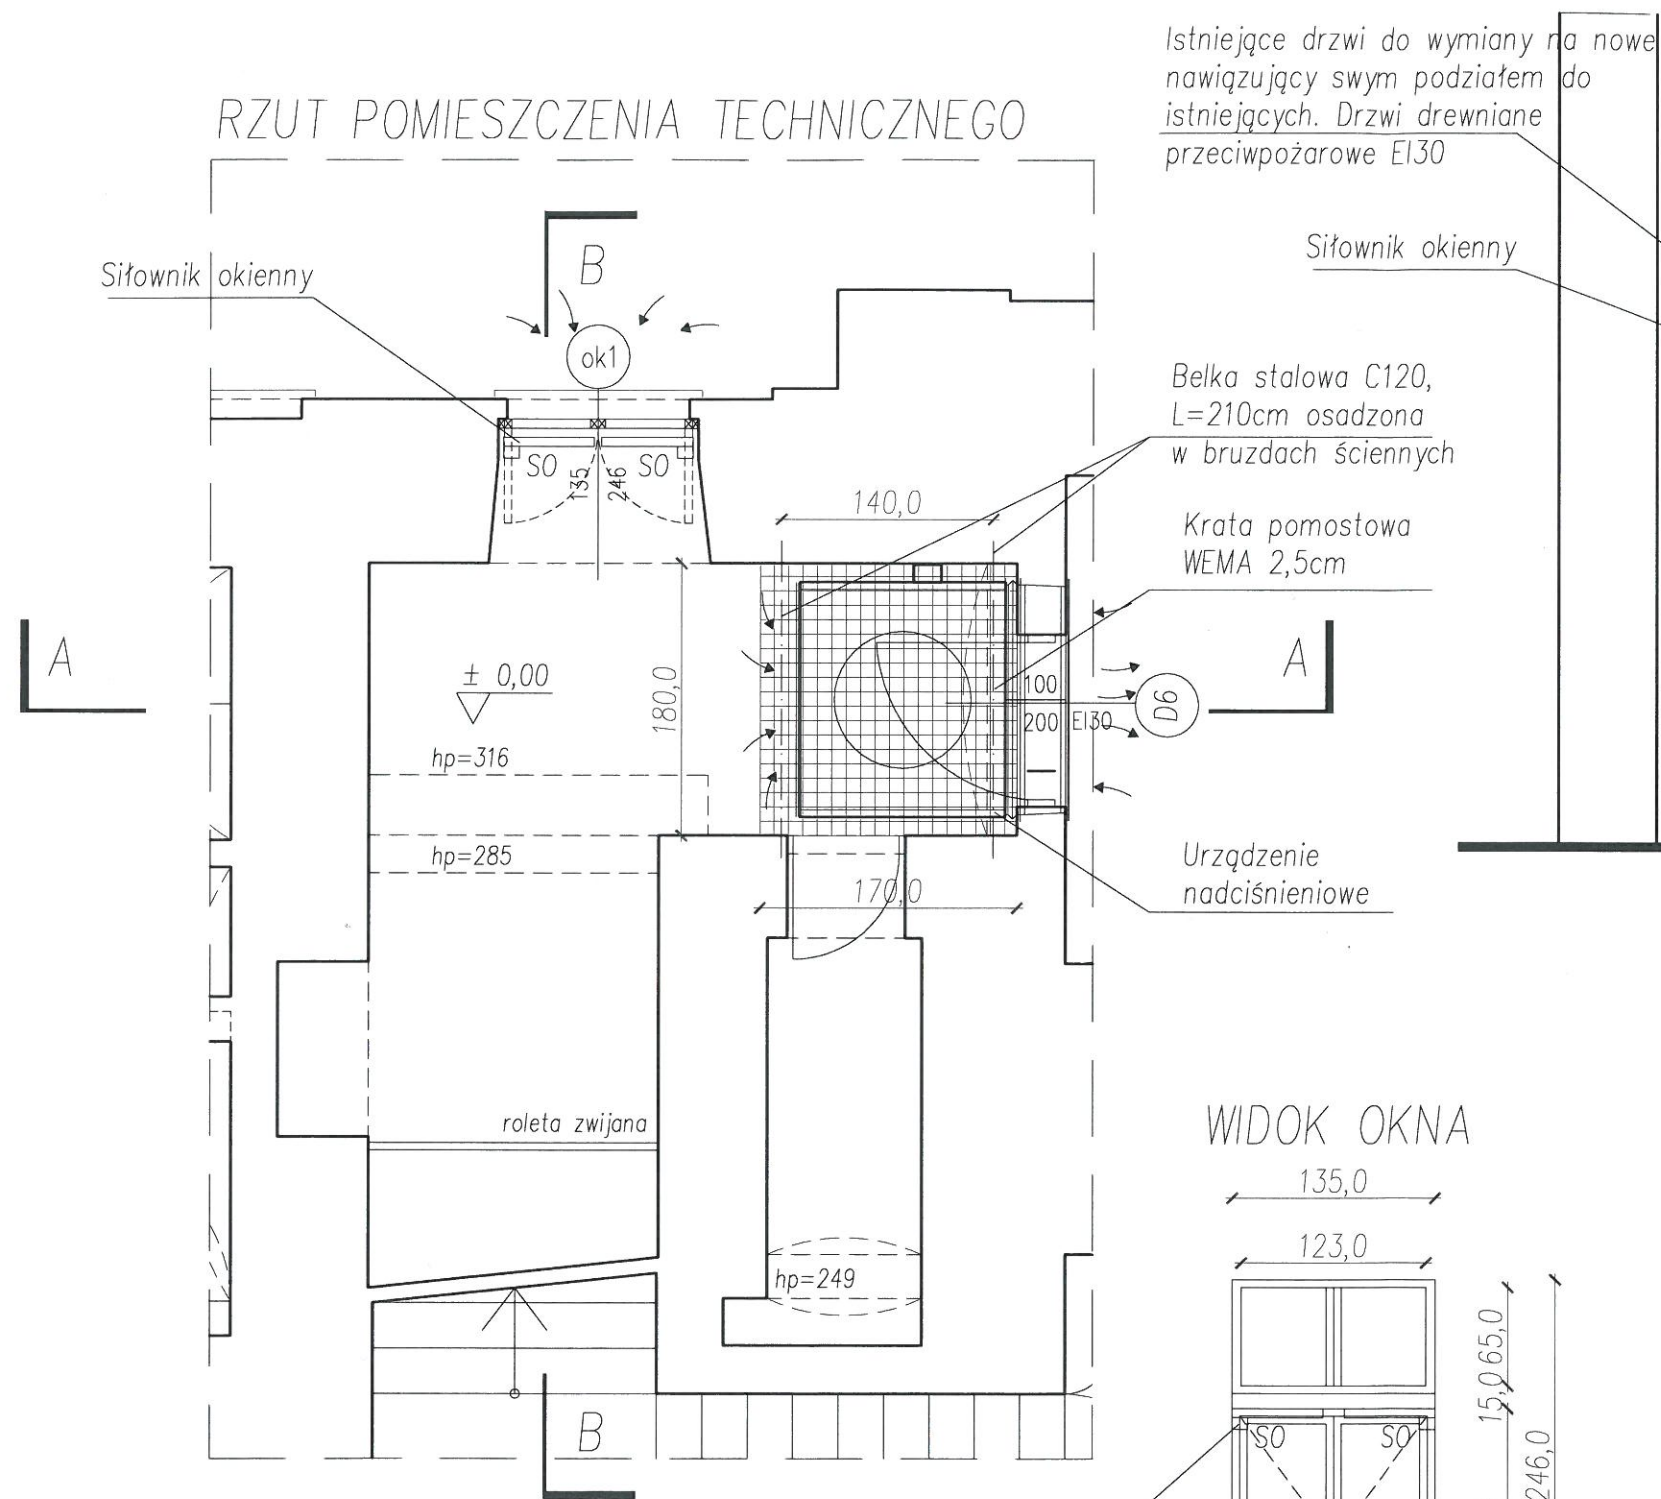 RZUT POMIESZCZENIA TECHNICZNEGO
Istniejące drzwi do wymiany na nowe
nawiązujący swym podziałem do
istniejących. Drzwi drewniane
przeciwpożarowe EI30
Siłownik okienny
B
Siłownik okienny
ok1
Belka stalowa C120,
L=210cm osadzona
w bruzdach ściennych
SO
135
246
SO
140,0
Krata pomostowa
WEMA 2,5cm
A
± 0,00
180,0
100
200 EI30
D6
A
hp=316
hp=285
170,0
Urządzenie
nadciśnieniowe
roleta zwijana
WIDOK OKNA
135,0
123,0
hp=249
65,0
15,0
SO
SO
246,0
B